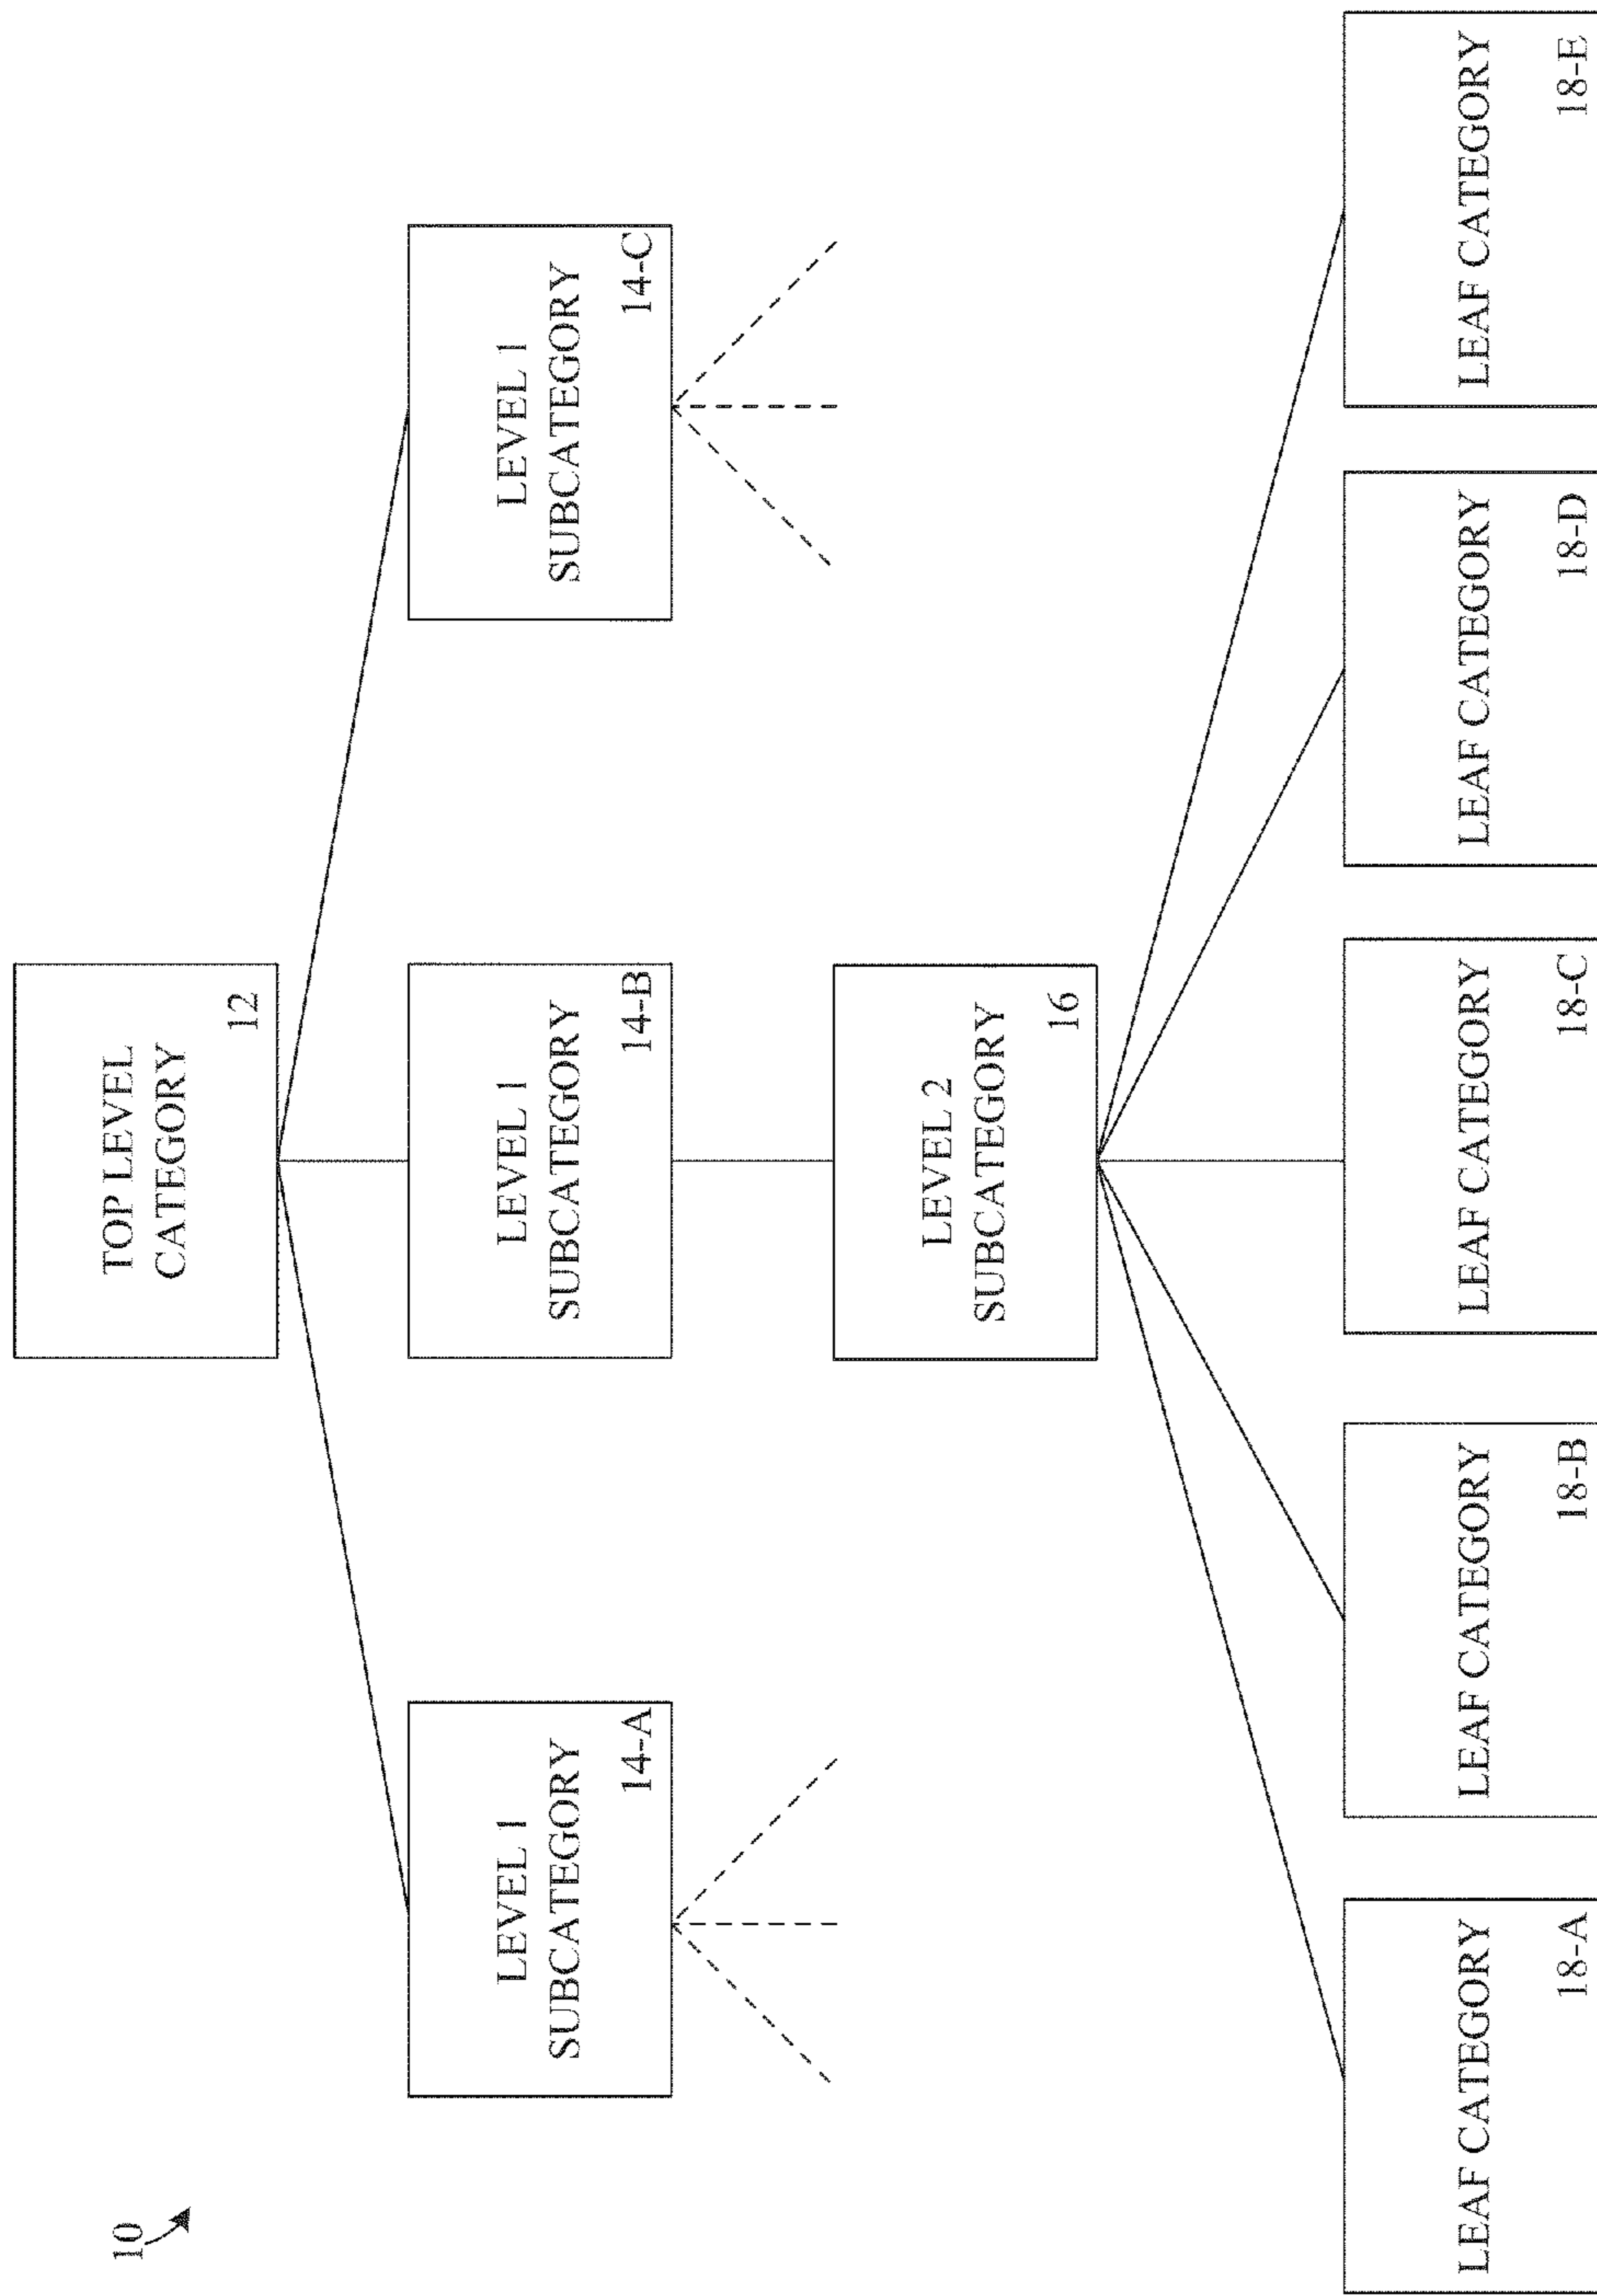 10
TOP LEVEL
CATEGORY
12
LEVEL 1
SUBCATEGORY
14-A
LEVEL 1
SUBCATEGORY
14-B
LEVEL 1
SUBCATEGORY
14-C
LEVEL 2
SUBCATEGORY
16
LEAF CATEGORY
18-A
LEAF CATEGORY
18-B
LEAF CATEGORY
18-C
LEAF CATEGORY
18-D
LEAF CATEGORY
18-E